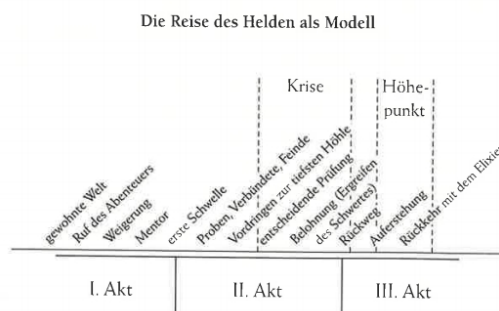 Die Reise des Helden als Modell
Krise
Höhe-
punkt
gewohnte Welt
Ruf des Abenteuers
Weigerung
Mentor
erste Schwelle
Proben, Verbündete, Feinde
Vordringen zur tiefsten Höhle
entscheidende Prüfung
Belohnung (Ergreifen
des Schwertes)
Rückweg
Auferstehung
Rückkehr mit dem Elixier
I. Akt
II. Akt
III. Akt